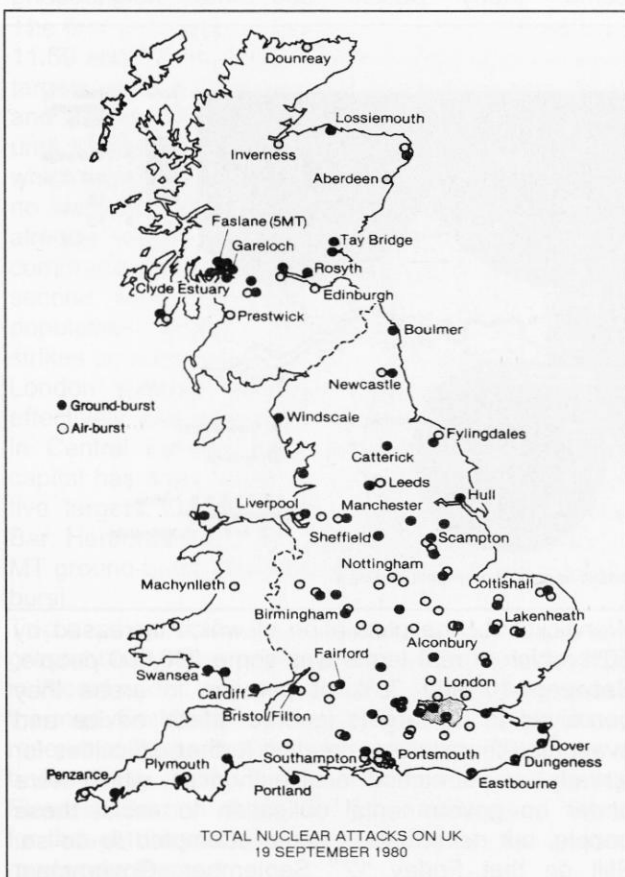 Dounreay
Lossiemouth
Inverness
Aberdeen
Faslane (5MT)
Gareloch
Tay Bridge
Rosyth
Clyde Estuary
Edinburgh
Prestwick
Boulmer
Newcastle
Ground-burst
Air-burst
Windscale
Fylingdales
Catterick
Leeds
Hull
Liverpool
Manchester
Sheffield
Scampton
Nottingham
Machynlleth
Coltishall
Birmingham
Lakenheath
Alconbury
Fairford
Swansea
London
Cardiff
Bristol/Filton
Southampton
Portsmouth
Dover
Plymouth
Dungeness
Penzance
Portland
Eastbourne
TOTAL NUCLEAR ATTACKS ON UK
19 SEPTEMBER 1980